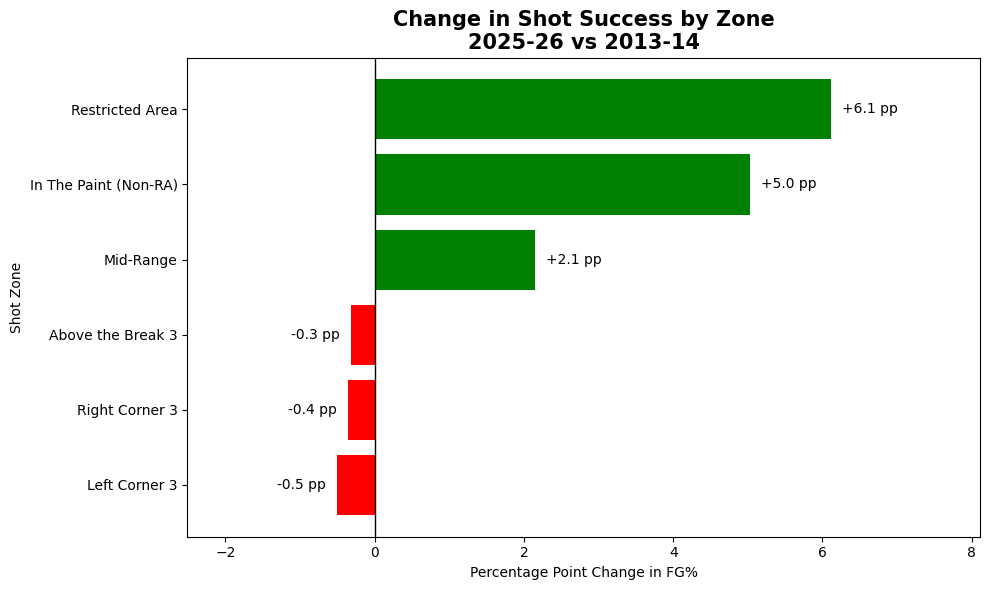 Change in Shot Success by Zone
2025-26 vs 2013-14
Restricted Area
+6.1 pp
In The Paint (Non-RA)
+5.0 pp
Mid-Range
+2.1 pp
Above the Break 3
-0.3 pp
Right Corner 3
-0.4 pp
Left Corner 3
-0.5 pp
Shot Zone
−2 0 2 4 6 8
Percentage Point Change in FG%